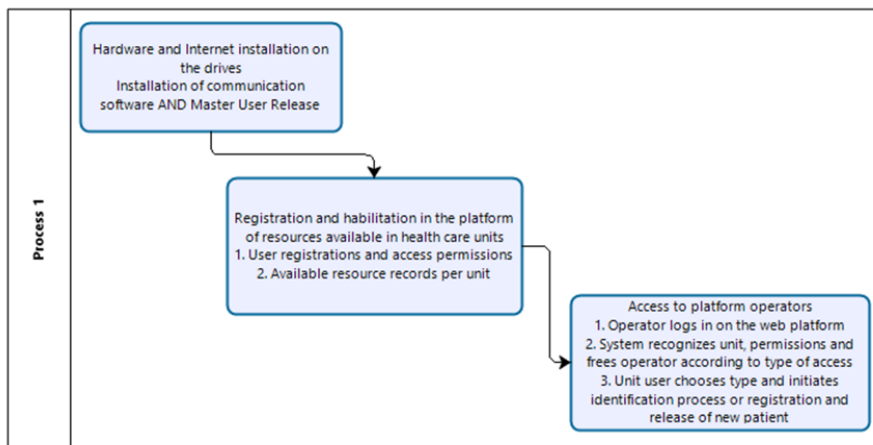 Process 1
Hardware and Internet installation on
the drives
Installation of communication
software AND Master User Release
Registration and habilitation in the platform
of resources available in health care units
1. User registrations and access permissions
2. Available resource records per unit
Access to platform operators
1. Operator logs in on the web platform
2. System recognizes unit, permissions and
frees operator according to type of access
3. Unit user chooses type and initiates
identification process or registration and
release of new patient